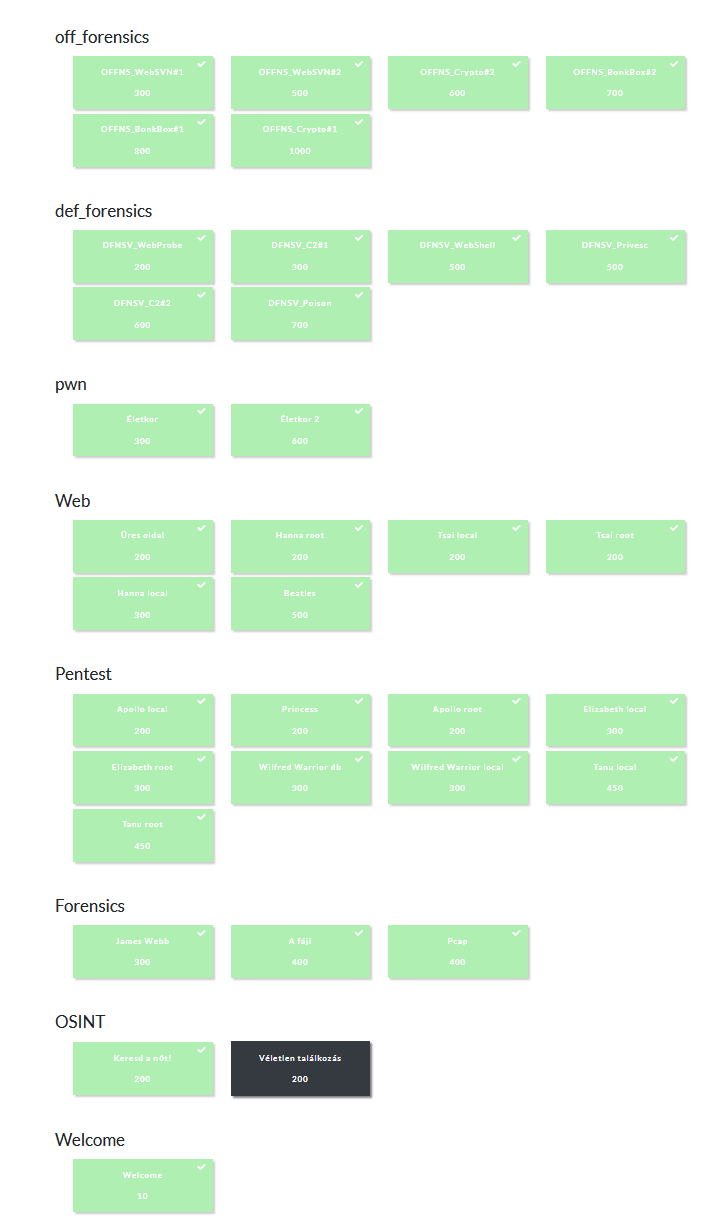 off_forensics
OFFNS_WebSVN#1
300
OFFNS_WebSVN#2
500
OFFNS_Crypto#2
600
OFFNS_BonkBox#2
700
OFFNS_BonkBox#1
800
OFFNS_Crypto#1
1000
def_forensics
DFNSV_WebProbe
200
DFNSV_C2#1
300
DFNSV_WebShell
500
DFNSV_Privesc
500
DFNSV_C2#2
600
DFNSV_Poison
700
pwn
Életkor
300
Életkor 2
600
Web
Üres oldal
200
Hanna root
200
Tsai local
200
Tsai root
200
Hanna local
300
Beatles
500
Pentest
Apollo local
200
Princess
200
Apollo root
200
Elizabeth local
300
Elizabeth root
300
Wilfred Warrior db
300
Wilfred Warrior local
300
Tanu local
450
Tanu root
450
Forensics
James Webb
300
A fájl
400
Pcap
400
OSINT
Keresd a nőt!
200
Véletlen találkozás
200
Welcome
Welcome
10